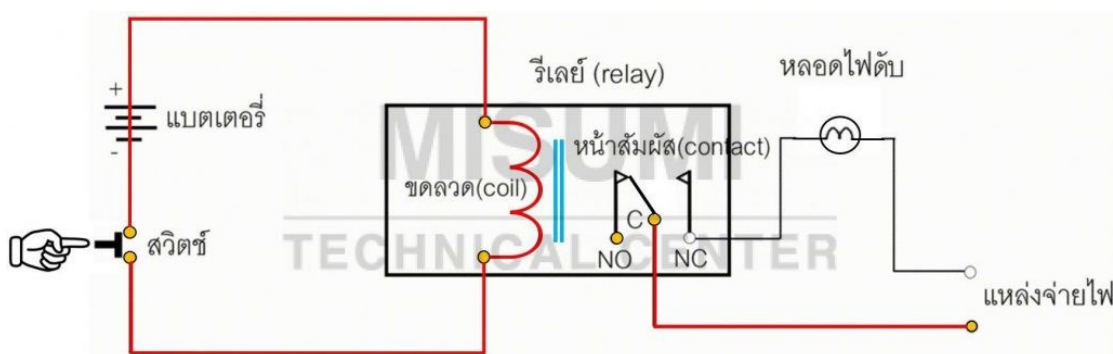 รีเลย์ (relay)
หลอดไฟดับ
+
แบตเตอรี่
-
MISUMI
หน้าสัมผัส(contact)
ขดลวด(coil)
C
สวิตช์
NO
NC
TECHNICAL CENTER
แหล่งจ่ายไฟ